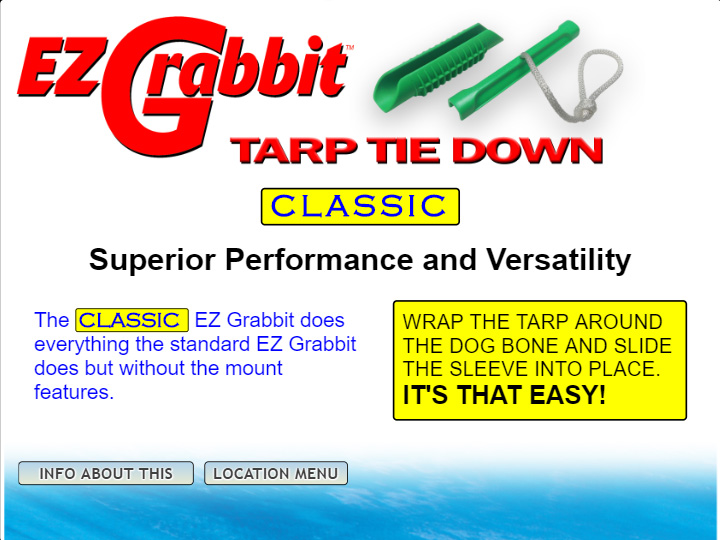 EZ Grabbit™
TARP TIE DOWN
CLASSIC
Superior Performance and Versatility
The CLASSIC EZ Grabbit does
everything the standard EZ Grabbit
does but without the mount
features.
WRAP THE TARP AROUND
THE DOG BONE AND SLIDE
THE SLEEVE INTO PLACE.
IT'S THAT EASY!
INFO ABOUT THIS
LOCATION MENU